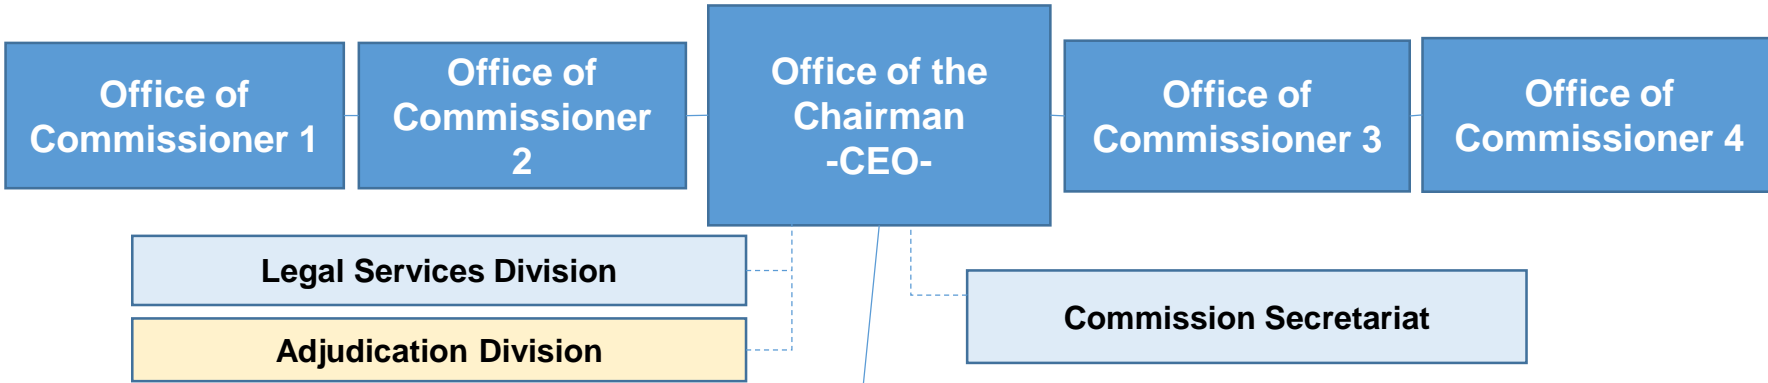 Office of
Commissioner 1
Office of
Commissioner
2
Office of the
Chairman
-CEO-
Office of
Commissioner 3
Office of
Commissioner 4
Legal Services Division
Adjudication Division
Commission Secretariat